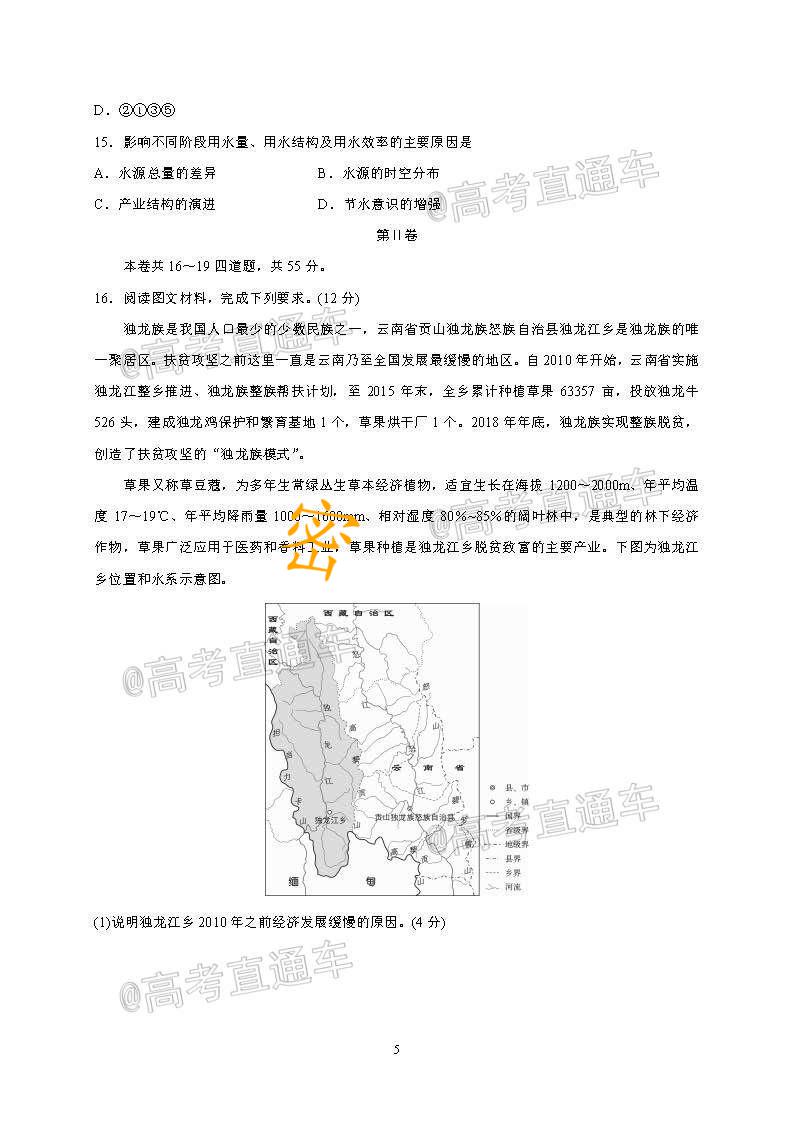 D．②①③⑤
15．影响不同阶段用水量、用水结构及用水效率的主要原因是
A．水源总量的差异 B．水源的时空分布
C．产业结构的演进 D．节水意识的增强
第Ⅱ卷
本卷共 16～19 四道题，共 55 分。
16．阅读图文材料，完成下列要求。(12 分)
独龙族是我国人口最少的少数民族之一，云南省贡山独龙族怒族自治县独龙江乡是独龙族的唯
一聚居区。扶贫攻坚之前这里一直是云南乃至全国发展最缓慢的地区。自 2010 年开始，云南省实施
独龙江整乡推进、独龙族整族帮扶计划，至 2015 年末，全乡累计种植草果 63357 亩，投放独龙牛
526 头，建成独龙鸡保护和繁育基地 1 个，草果烘干厂 1 个。2018 年年底，独龙族实现整族脱贫，
创造了扶贫攻坚的“独龙族模式”。
草果又称草豆蔻，为多年生常绿丛生草本经济植物，适宜生长在海拔 1200～2000m、年平均温
度 17～19℃、年平均降雨量 1000～1600mm、相对湿度 80%~85%的阔叶林中，是典型的林下经济
作物，草果广泛应用于医药和香料工业，草果种植是独龙江乡脱贫致富的主要产业。下图为独龙江
乡位置和水系示意图。
密
西藏自治区
西藏自治区
怒江
怒山
独龙江
高黎贡山
担当力卡山
云南省
碧
独龙江乡
贡山独龙族怒族自治县
高黎贡山
缅甸
县、市
乡、镇
国界
省级界
地级界
县界
乡界
河流
(1)说明独龙江乡 2010 年之前经济发展缓慢的原因。(4 分)
5
@高考直通车
@高考直通车
@高考直通车
@高考直通车
@高考直通车
@高考直通车